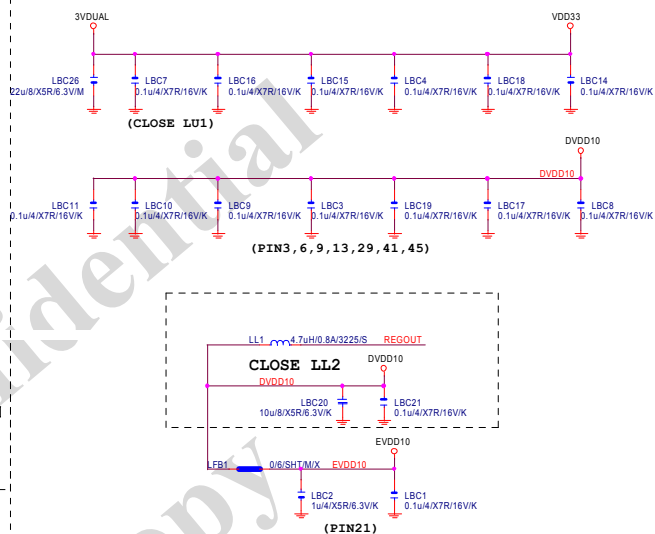 3VDUAL
VDD33
LBC26
22u/8/X5R/6.3V/M
LBC7
0.1u/4/X7R/16V/K
LBC16
0.1u/4/X7R/16V/K
LBC15
0.1u/4/X7R/16V/K
LBC4
0.1u/4/X7R/16V/K
LBC18
0.1u/4/X7R/16V/K
LBC14
0.1u/4/X7R/16V/K
(CLOSE LU1)
DVDD10
DVDD10
LBC11
0.1u/4/X7R/16V/K
LBC10
0.1u/4/X7R/16V/K
LBC9
0.1u/4/X7R/16V/K
LBC3
0.1u/4/X7R/16V/K
LBC19
0.1u/4/X7R/16V/K
LBC17
0.1u/4/X7R/16V/K
LBC8
0.1u/4/X7R/16V/K
(PIN3,6,9,13,29,41,45)
LL1 4.7uH/0.8A/3225/S REGOUT
CLOSE LL2
DVDD10
DVDD10
LBC20
10u/8/X5R/6.3V/K
LBC21
0.1u/4/X7R/16V/K
EVDD10
LFB1 0/6/SHT/M/X EVDD10
LBC2
1u/4/X5R/6.3V/K
LBC1
0.1u/4/X7R/16V/K
(PIN21)